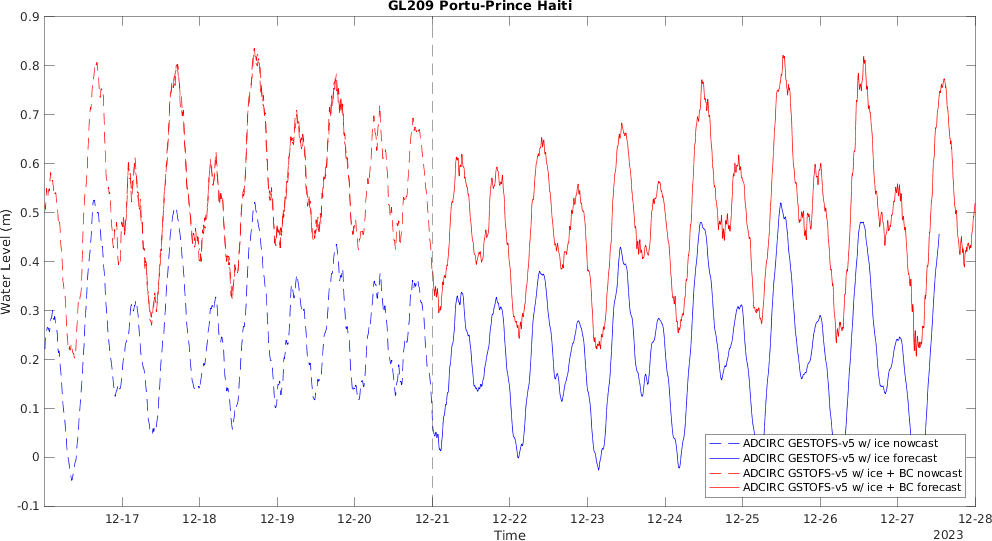 GL209 Portu-Prince Haiti
0.9
0.8
0.7
0.6
0.5
0.4
0.3
0.2
0.1
0
-0.1
Water Level (m)
ADCIRC GESTOFS-v5 w/ ice nowcast
ADCIRC GESTOFS-v5 w/ ice forecast
ADCIRC GSTOFS-v5 w/ ice + BC nowcast
ADCIRC GSTOFS-v5 w/ ice + BC forecast
12-17 12-18 12-19 12-20 12-21 12-22 12-23 12-24 12-25 12-26 12-27 12-28
Time
2023